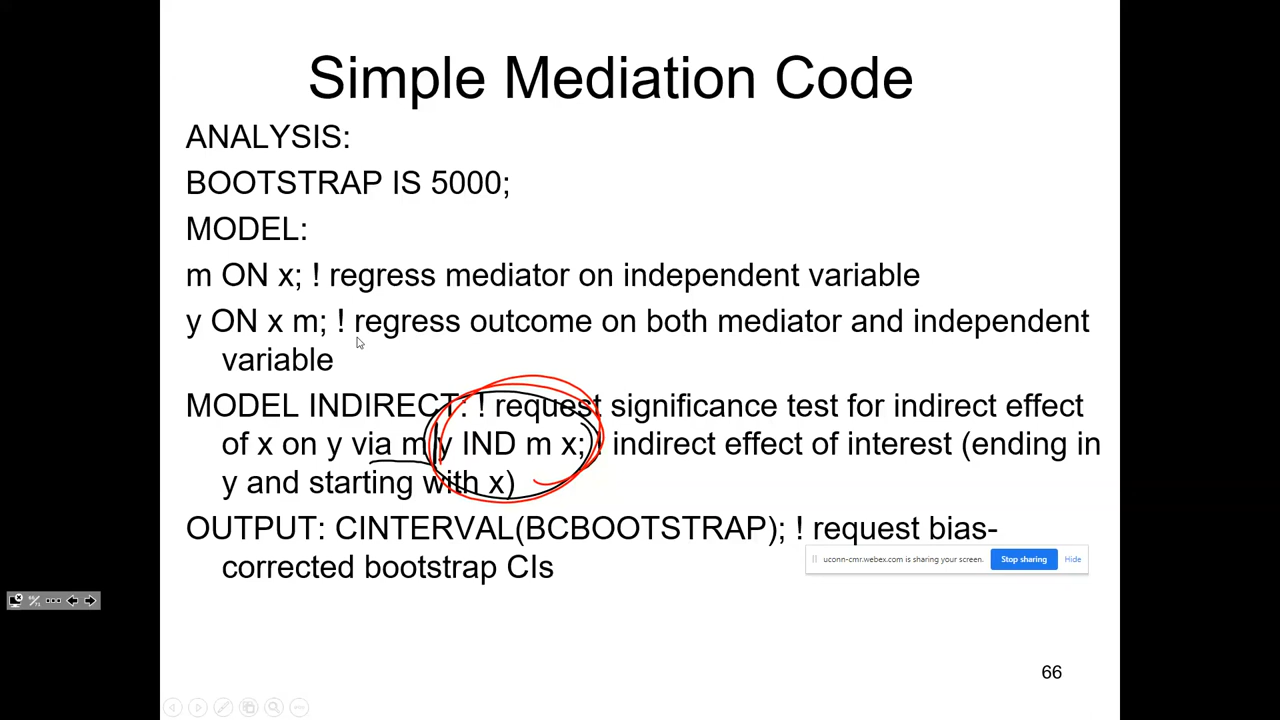 Simple Mediation Code
ANALYSIS:
BOOTSTRAP IS 5000;
MODEL:
m ON x; ! regress mediator on independent variable
y ON x m; ! regress outcome on both mediator and independent
variable
MODEL INDIRECT: ! request significance test for indirect effect
of x on y via m y IND m x; ! indirect effect of interest (ending in
y and starting with x)
OUTPUT: CINTERVAL(BCBOOTSTRAP); ! request bias-
corrected bootstrap CIs
uconn-cmr.webex.com is sharing your screen. Stop sharing Hide
66